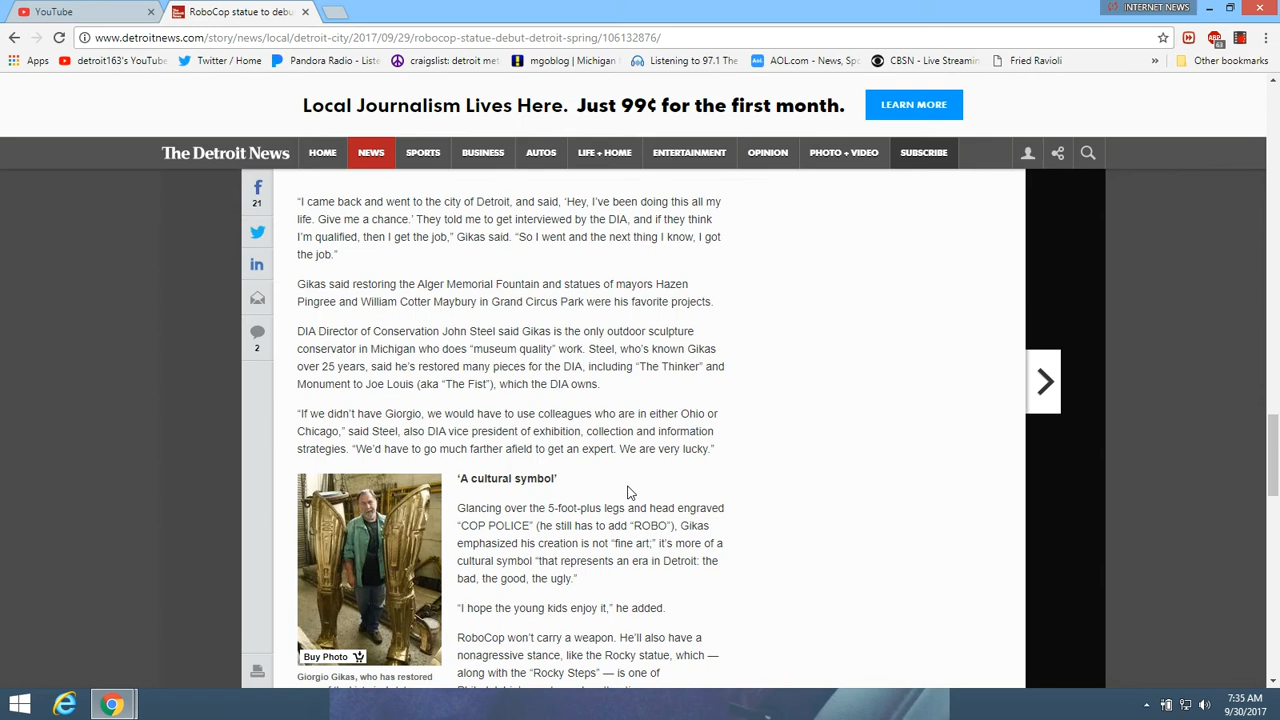 YouTube
RoboCop statue to debu
INTERNET NEWS
www.detroitnews.com/story/news/local/detroit-city/2017/09/29/robocop-statue-debut-detroit-spring/106132876/
ABP
63
Apps
detroit163's YouTube
Twitter / Home
Pandora Radio - Liste
craigslist: detroit met
mgoblog | Michigan
Listening to 97.1 The
Aol.
AOL.com - News, Spo
CBSN - Live Streamin
Fried Ravioli
»
Other bookmarks
Local Journalism Lives Here. Just 99¢ for the first month.
LEARN MORE
The Detroit News
HOME
NEWS
SPORTS
BUSINESS
AUTOS
LIFE + HOME
ENTERTAINMENT
OPINION
PHOTO + VIDEO
SUBSCRIBE
21
2
“I came back and went to the city of Detroit, and said, ‘Hey, I’ve been doing this all my
life. Give me a chance.’ They told me to get interviewed by the DIA, and if they think
I’m qualified, then I get the job,” Gikas said. “So I went and the next thing I know, I got
the job.”
Gikas said restoring the Alger Memorial Fountain and statues of mayors Hazen
Pingree and William Cotter Maybury in Grand Circus Park were his favorite projects.
DIA Director of Conservation John Steel said Gikas is the only outdoor sculpture
conservator in Michigan who does “museum quality” work. Steel, who’s known Gikas
over 25 years, said he’s restored many pieces for the DIA, including “The Thinker” and
Monument to Joe Louis (aka “The Fist”), which the DIA owns.
“If we didn’t have Giorgio, we would have to use colleagues who are in either Ohio or
Chicago,” said Steel, also DIA vice president of exhibition, collection and information
strategies. “We’d have to go much farther afield to get an expert. We are very lucky.”
‘A cultural symbol’
Glancing over the 5-foot-plus legs and head engraved
“COP POLICE” (he still has to add “ROBO”), Gikas
emphasized his creation is not “fine art;” it’s more of a
cultural symbol “that represents an era in Detroit: the
bad, the good, the ugly.”
“I hope the young kids enjoy it,” he added.
RoboCop won’t carry a weapon. He’ll also have a
nonagressive stance, like the Rocky statue, which —
along with the “Rocky Steps” — is one of
Buy Photo
Giorgio Gikas, who has restored
7:35 AM
9/30/2017